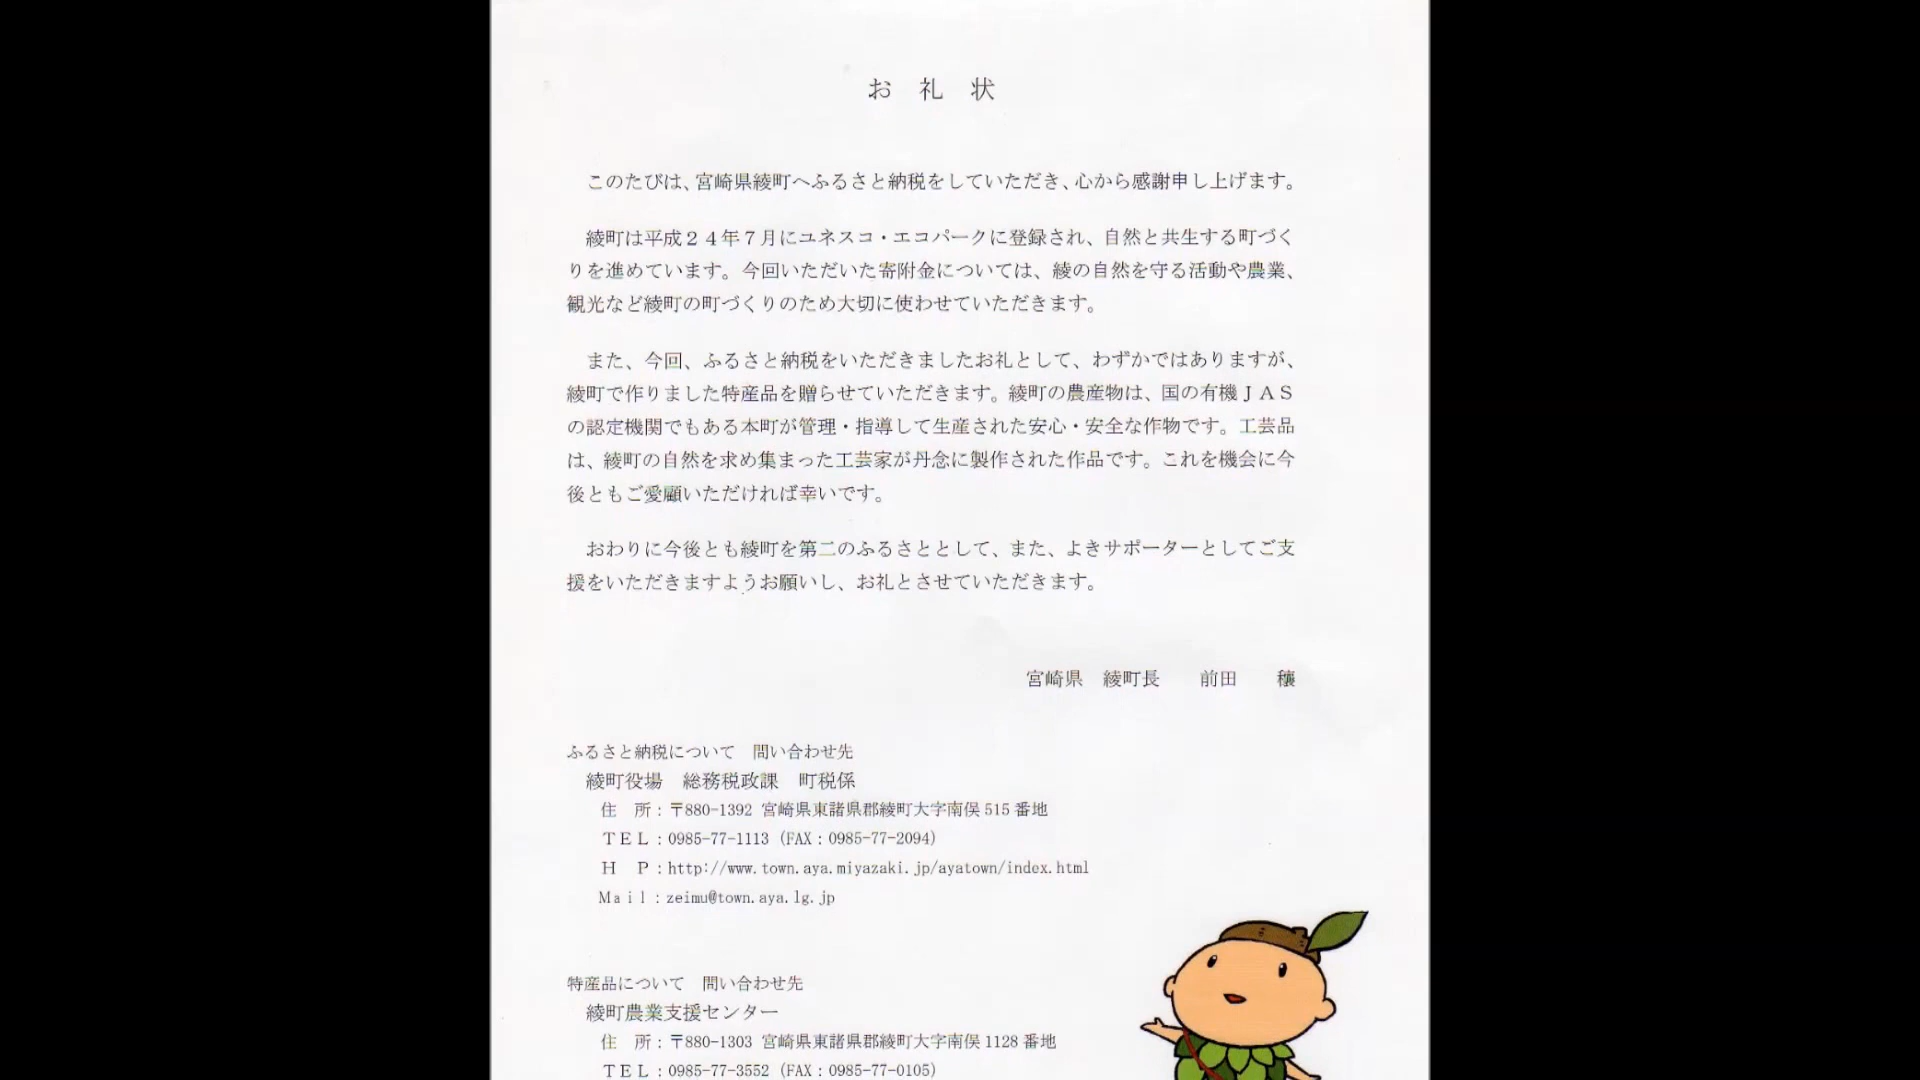 お　礼　状
このたびは、宮崎県綾町へふるさと納税をしていただき、心から感謝申し上げます。
綾町は平成２４年７月にユネスコ・エコパークに登録され、自然と共生する町づく
りを進めています。今回いただいた寄附金については、綾の自然を守る活動や農業、
観光など綾町の町づくりのため大切に使わせていただきます。
また、今回、ふるさと納税をいただきましたお礼として、わずかではありますが、
綾町で作りました特産品を贈らせていただきます。綾町の農産物は、国の有機ＪＡＳ
の認定機関でもある本町が管理・指導して生産された安心・安全な作物です。工芸品
は、綾町の自然を求め集まった工芸家が丹念に製作された作品です。これを機会に今
後ともご愛顧いただければ幸いです。
おわりに今後とも綾町を第二のふるさととして、また、よきサポーターとしてご支
援をいただきますようお願いし、お礼とさせていただきます。
宮崎県　綾町長　　前田　　穰
ふるさと納税について　問い合わせ先
綾町役場　総務税政課　町税係
住　所：〒880-1392 宮崎県東諸県郡綾町大字南俣 515 番地
ＴＥＬ：0985-77-1113（FAX：0985-77-2094）
Ｈ　Ｐ：http://www.town.aya.miyazaki.jp/ayatown/index.html
Ｍａｉｌ：zeimu@town.aya.lg.jp
特産品について　問い合わせ先
綾町農業支援センター
住　所：〒880-1303 宮崎県東諸県郡綾町大字南俣 1128 番地
ＴＥＬ：0985-77-3552（FAX：0985-77-0105）